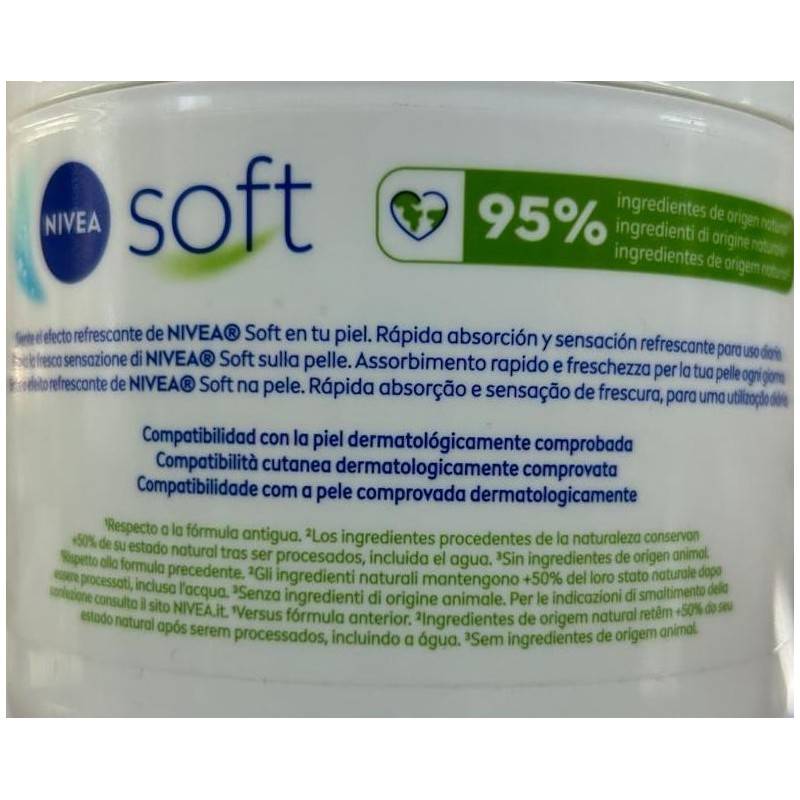 NIVEA
soft
95%
ingredientes de origen natural
ingredienti di origine naturale
ingredientes de origem natural
el efecto refrescante de NIVEA® Soft en tu piel. Rápida absorción y sensación refrescante para uso diario
fresca sensazione di NIVEA® Soft sulla pelle. Assorbimento rapido e freschezza per la tua pelle ogni giorno
efeito refrescante de NIVEA® Soft na pele. Rápida absorção e sensação de frescura, para uma utilização
Compatibilidad con la piel dermatológicamente comprobada
Compatibilità cutanea dermatologicamente comprovata
Compatibilidade com a pele comprovada dermatologicamente
¹Respecto a la fórmula antigua. ²Los ingredientes procedentes de la naturaleza conservan
+50% de su estado natural tras ser procesados, incluida el agua. ³Sin ingredientes de origen animal.
¹Rispetto alla formula precedente. ²Gli ingredienti naturali mantengono +50% del loro stato naturale dopo
essere processati, inclusa l'acqua. ³Senza ingredienti di origine animale. Per le indicazioni di smaltimento della
confezione consulta il sito NIVEA.it. ¹Versus fórmula anterior. ²Ingredientes de origem natural retêm +50% do seu
estado natural após serem processados, incluindo a água. ³Sem ingredientes de origem animal.